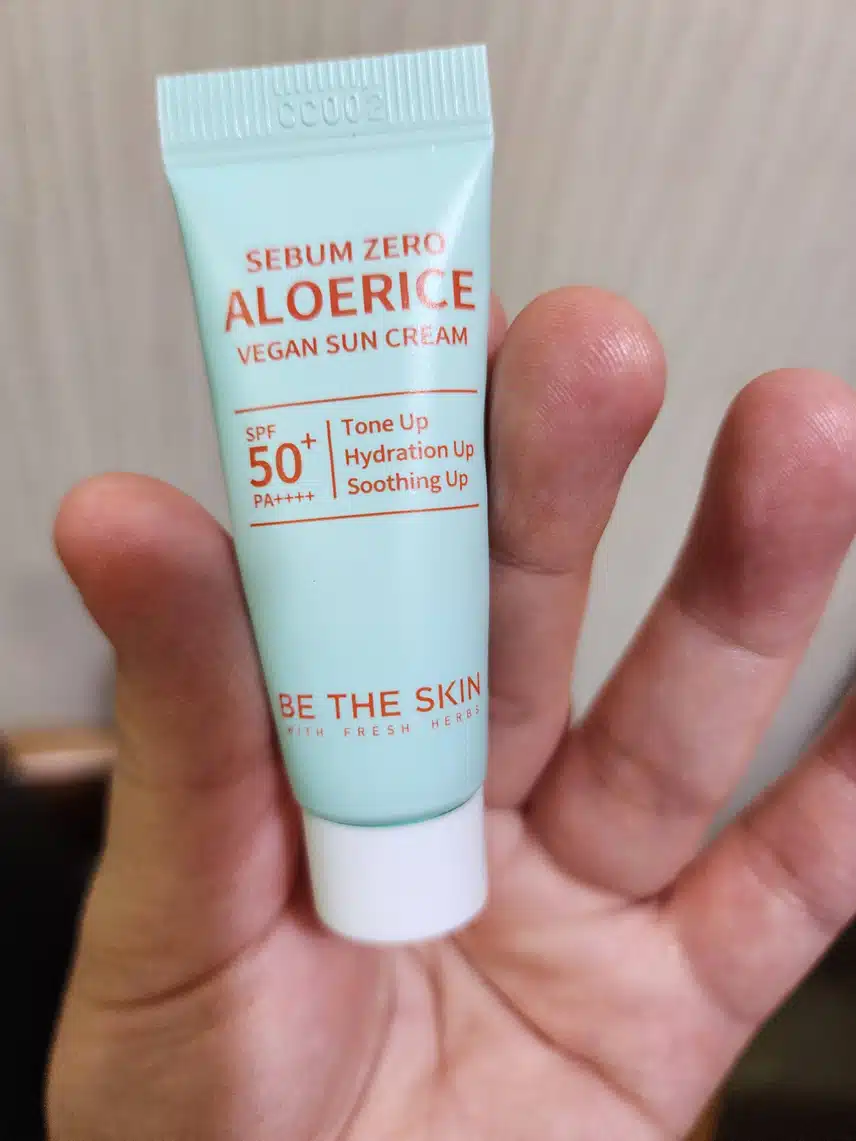 CC002
SEBUM ZERO
ALOERICE
VEGAN SUN CREAM
SPF
50+
PA++++
Tone Up
Hydration Up
Soothing Up
BE THE SKIN
WITH FRESH HERBS